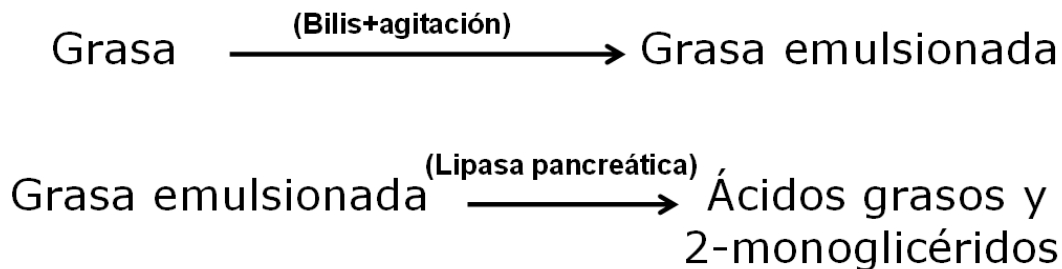 (Bilis+agitación)
Grasa Grasa emulsionada
(Lipasa pancreática)
Grasa emulsionada Ácidos grasos y
2-monoglicéridos